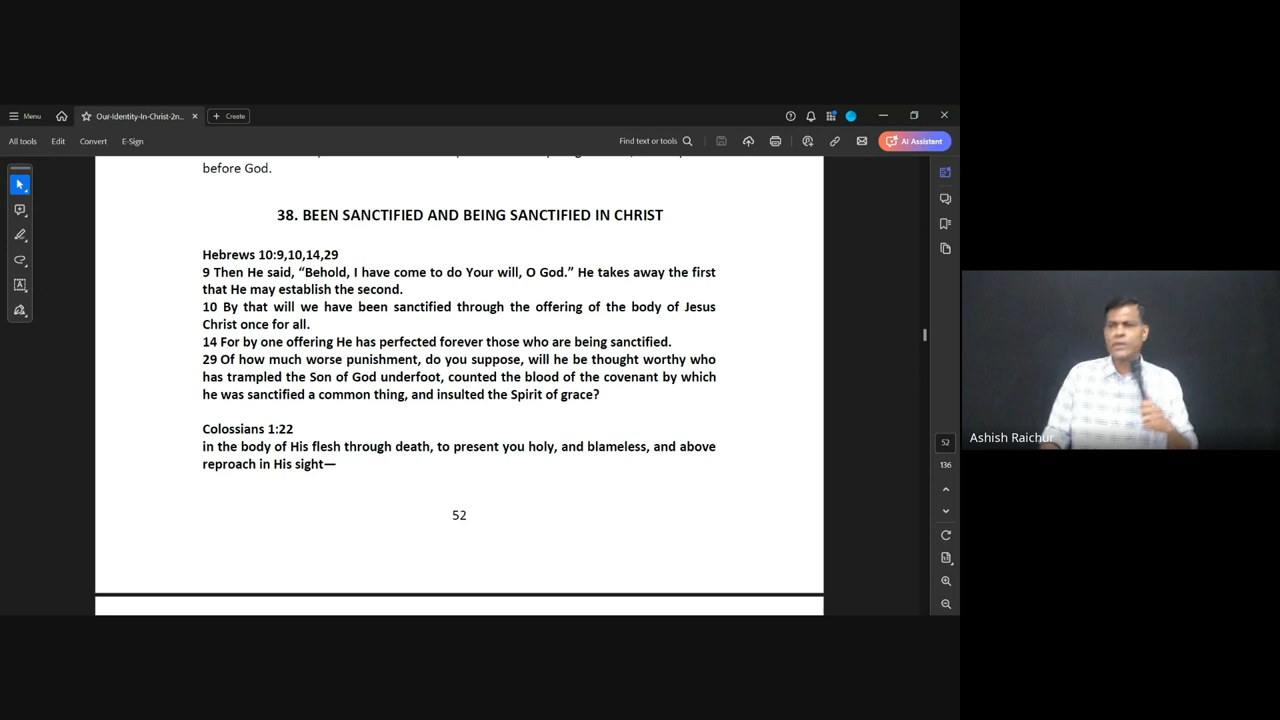 Menu
Our-Identity-In-Christ-2n...
Create
All tools
Edit
Convert
E-Sign
Find text or tools
AI Assistant
before God.
38. BEEN SANCTIFIED AND BEING SANCTIFIED IN CHRIST
Hebrews 10:9,10,14,29
9 Then He said, “Behold, I have come to do Your will, O God.” He takes away the first
that He may establish the second.
10 By that will we have been sanctified through the offering of the body of Jesus
Christ once for all.
14 For by one offering He has perfected forever those who are being sanctified.
29 Of how much worse punishment, do you suppose, will he be thought worthy who
has trampled the Son of God underfoot, counted the blood of the covenant by which
he was sanctified a common thing, and insulted the Spirit of grace?
Colossians 1:22
in the body of His flesh through death, to present you holy, and blameless, and above
reproach in His sight—
52
52
136
Ashish Raichur